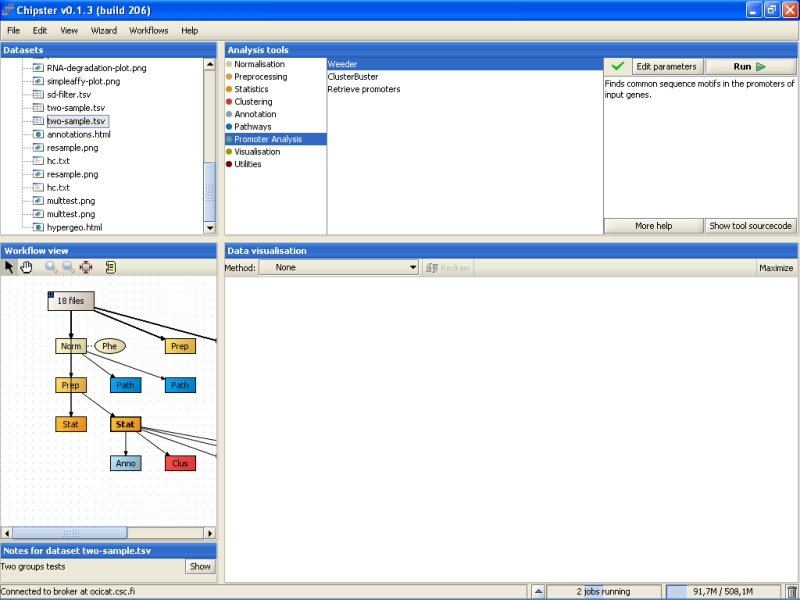 Chipster v0.1.3 (build 206)
File Edit View Wizard Workflows Help
Datasets
RNA-degradation-plot.png
simpleaffy-plot.png
sd-filter.tsv
two-sample.tsv
two-sample.tsv
annotations.html
resample.png
hc.txt
resample.png
hc.txt
multtest.png
multtest.png
hypergeo.html
Analysis tools
Normalisation
Preprocessing
Statistics
Clustering
Annotation
Pathways
Promoter Analysis
Visualisation
Utilities
Weeder
ClusterBuster
Retrieve promoters
Edit parameters Run
Finds common sequence motifs in the promoters of
input genes.
More help Show tool sourcecode
Workflow view
18 files
Norm Phe Prep
Prep Path Path
Stat Stat
Anno Clus
Notes for dataset two-sample.tsv
Two groups tests Show
Data visualisation
Method: None Redraw Maximize
Connected to broker at ocicat.csc.fi 2 jobs running 91,7M / 508,1M